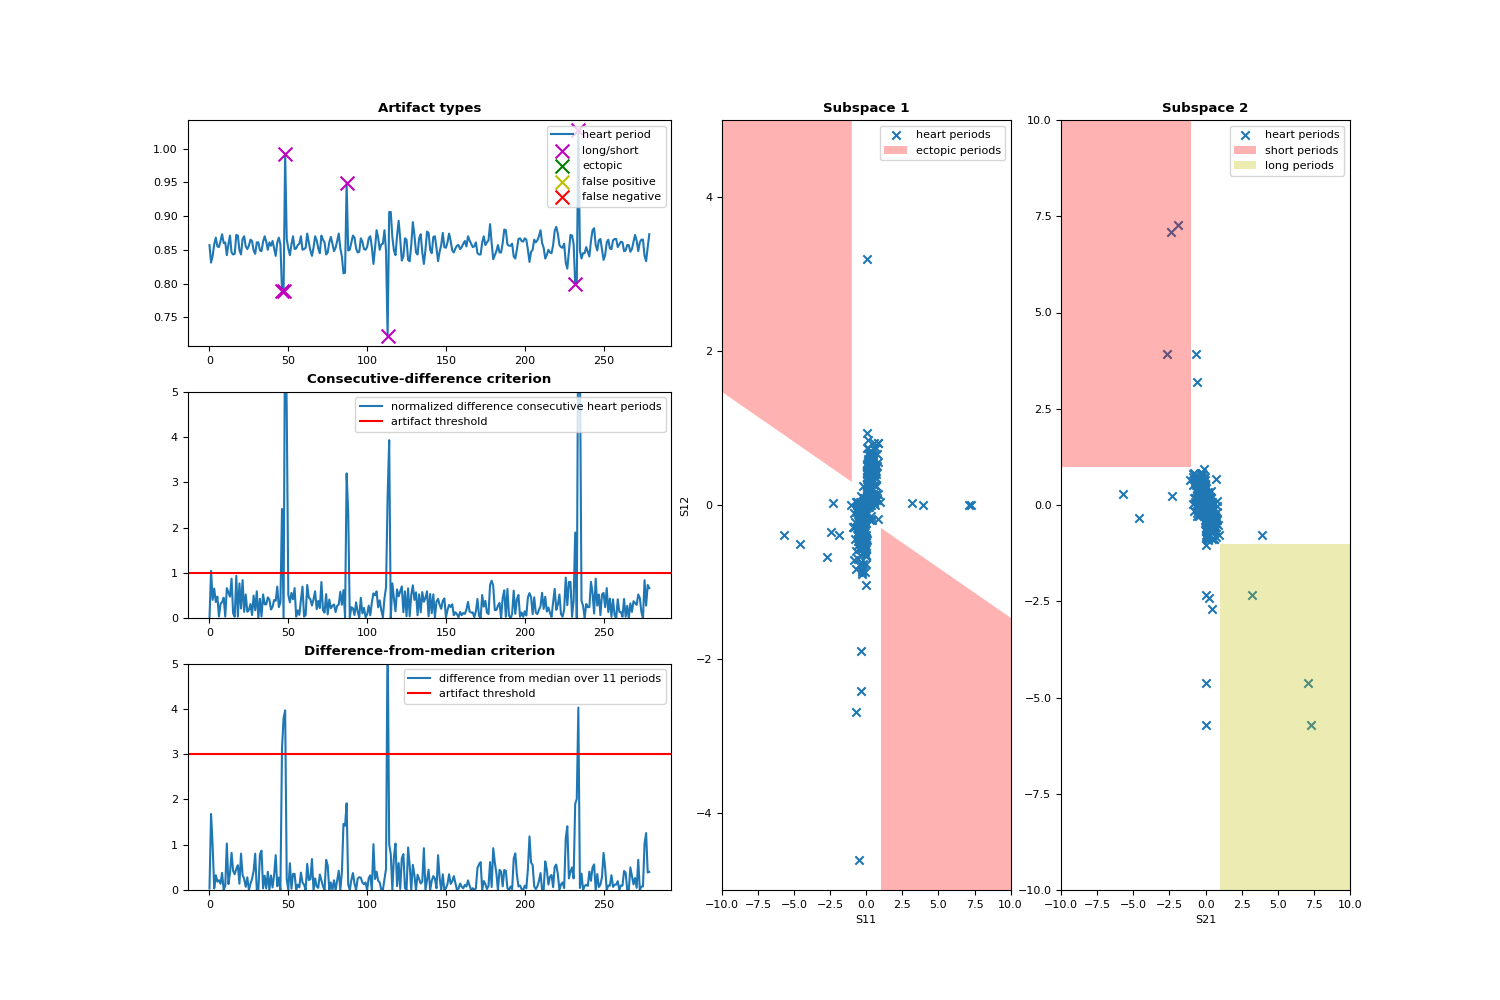 Artifact types
heart period
long/short
ectopic
false positive
false negative
1.00
0.95
0.90
0.85
0.80
0.75
0 50 100 150 200 250
Consecutive-difference criterion
normalized difference consecutive heart periods
artifact threshold
5
4
3
2
1
0
0 50 100 150 200 250
Difference-from-median criterion
difference from median over 11 periods
artifact threshold
5
4
3
2
1
0
0 50 100 150 200 250
Subspace 1
heart periods
ectopic periods
4
2
0
−2
−4
S12
−10.0 −7.5 −5.0 −2.5 0.0 2.5 5.0 7.5 10.0
S11
Subspace 2
heart periods
short periods
long periods
10.0
7.5
5.0
2.5
0.0
−2.5
−5.0
−7.5
−10.0
−10.0 −7.5 −5.0 −2.5 0.0 2.5 5.0 7.5 10.0
S21